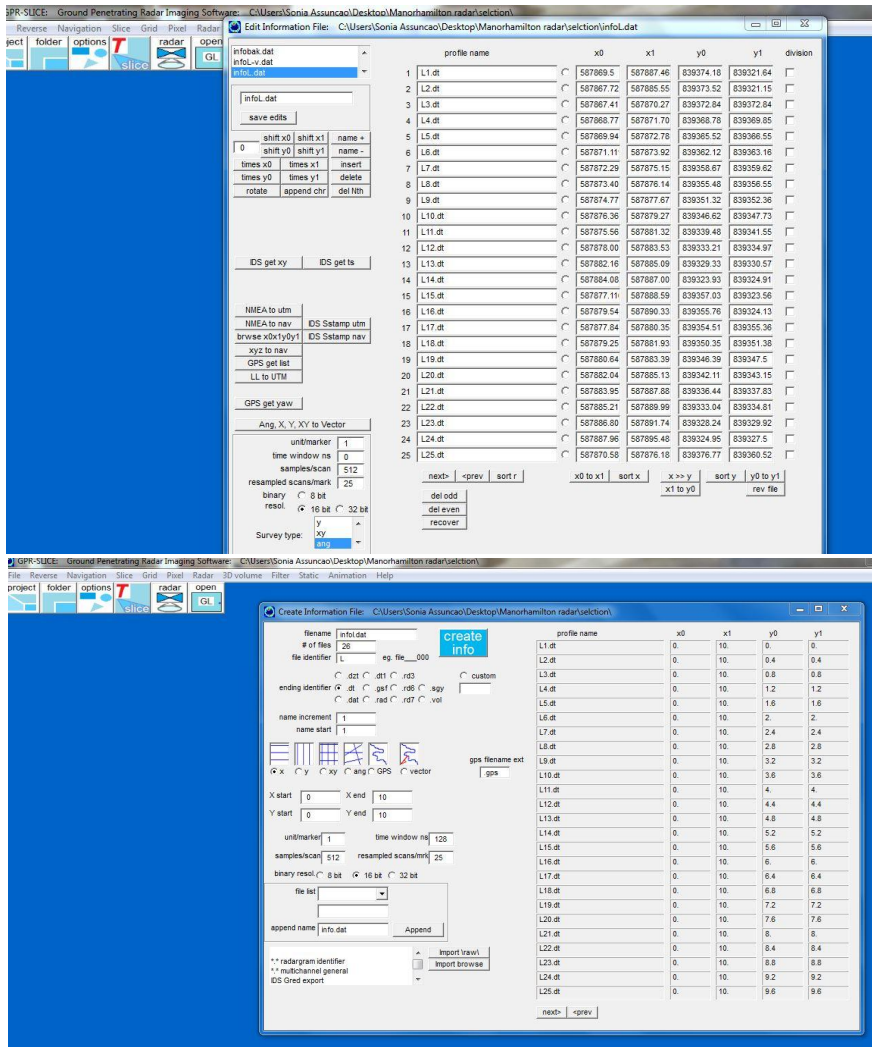 GPR-SLICE: Ground Penetrating Radar Imaging Software: C:\Users\Sonia Assuncao\Desktop\Manorhamilton radar\selction\
Reverse Navigation Slice Grid Pixel Radar
ject folder options T slice radar open GL
Edit Information File: C:\Users\Sonia Assuncao\Desktop\Manorhamilton radar\selction\infoL.dat
infobak.dat
infoL-v.dat
infoL.dat
infoL.dat
save edits
shift x0 shift x1 name +
0 shift y0 shift y1 name -
times x0 times x1 insert
times y0 times y1 delete
rotate append chr del Nth
IDS get xy IDS get ts
NMEA to utm
NMEA to nav IDS Sstamp utm
brwse x0x1y0y1 IDS Sstamp nav
xyz to nav
GPS get list
LL to UTM
GPS get yaw
Ang, X, Y, XY to Vector
unit/marker 1
time window ns 0
samples/scan 512
resampled scans/mark 25
binary resol. 8 bit 16 bit 32 bit
Survey type: y xy ang
profile name x0 x1 y0 y1 division
1 L1.dt 587869.5 587887.46 839374.18 839321.64
2 L2.dt 587867.72 587885.55 839373.52 839321.15
3 L3.dt 587867.41 587870.27 839372.84 839372.84
4 L4.dt 587868.77 587871.70 839368.78 839369.85
5 L5.dt 587869.94 587872.78 839365.52 839366.55
6 L6.dt 587871.11 587873.92 839362.12 839363.16
7 L7.dt 587872.29 587875.15 839358.67 839359.62
8 L8.dt 587873.40 587876.14 839355.48 839356.55
9 L9.dt 587874.77 587877.67 839351.32 839352.36
10 L10.dt 587876.36 587879.27 839346.62 839347.73
11 L11.dt 587875.56 587881.32 839339.48 839341.55
12 L12.dt 587878.00 587883.53 839333.21 839334.97
13 L13.dt 587882.16 587885.09 839329.33 839330.57
14 L14.dt 587884.08 587887.00 839323.93 839324.91
15 L15.dt 587877.11 587888.59 839357.03 839323.56
16 L16.dt 587879.54 587890.33 839355.76 839324.13
17 L17.dt 587877.84 587880.35 839354.51 839355.36
18 L18.dt 587879.25 587881.93 839350.35 839351.38
19 L19.dt 587880.64 587883.39 839346.39 839347.5
20 L20.dt 587882.04 587885.13 839342.11 839343.15
21 L21.dt 587883.95 587887.88 839336.44 839337.83
22 L22.dt 587885.21 587889.99 839333.04 839334.81
23 L23.dt 587886.80 587891.74 839328.24 839329.92
24 L24.dt 587887.96 587895.48 839324.95 839327.5
25 L25.dt 587870.58 587876.18 839376.77 839360.52
next> <prev sort r x0 to x1 sort x x >> y sort y y0 to y1
x1 to y0 rev file
del odd
del even
recover
GPR-SLICE: Ground Penetrating Radar Imaging Software: C:\Users\Sonia Assuncao\Desktop\Manorhamilton radar\selction\
File Reverse Navigation Slice Grid Pixel Radar 3D volume Filter Static Animation Help
project folder options T slice radar open GL
Create Information File: C:\Users\Sonia Assuncao\Desktop\Manorhamilton radar\selction\
filename infol.dat
# of files 26
file identifier L eg. file___000
create info
.dzt .dt1 .rd3 custom
ending identifier .dt .gsf .rd6 .sgy
.dat .rad .rd7 .vol
name increment 1
name start 1
x y xy ang GPS vector
gps filename ext
.gps
X start 0 X end 10
Y start 0 Y end 10
unit/marker 1 time window ns 128
samples/scan 512 resampled scans/mrk 25
binary resol. 8 bit 16 bit 32 bit
file list
append name info.dat Append
*.* radargram identifier
*.* multichannel general
IDS Gred export
Import \raw\
Import browse
profile name x0 x1 y0 y1
L1.dt 0. 10. 0. 0.
L2.dt 0. 10. 0.4 0.4
L3.dt 0. 10. 0.8 0.8
L4.dt 0. 10. 1.2 1.2
L5.dt 0. 10. 1.6 1.6
L6.dt 0. 10. 2. 2.
L7.dt 0. 10. 2.4 2.4
L8.dt 0. 10. 2.8 2.8
L9.dt 0. 10. 3.2 3.2
L10.dt 0. 10. 3.6 3.6
L11.dt 0. 10. 4. 4.
L12.dt 0. 10. 4.4 4.4
L13.dt 0. 10. 4.8 4.8
L14.dt 0. 10. 5.2 5.2
L15.dt 0. 10. 5.6 5.6
L16.dt 0. 10. 6. 6.
L17.dt 0. 10. 6.4 6.4
L18.dt 0. 10. 6.8 6.8
L19.dt 0. 10. 7.2 7.2
L20.dt 0. 10. 7.6 7.6
L21.dt 0. 10. 8. 8.
L22.dt 0. 10. 8.4 8.4
L23.dt 0. 10. 8.8 8.8
L24.dt 0. 10. 9.2 9.2
L25.dt 0. 10. 9.6 9.6
next> <prev